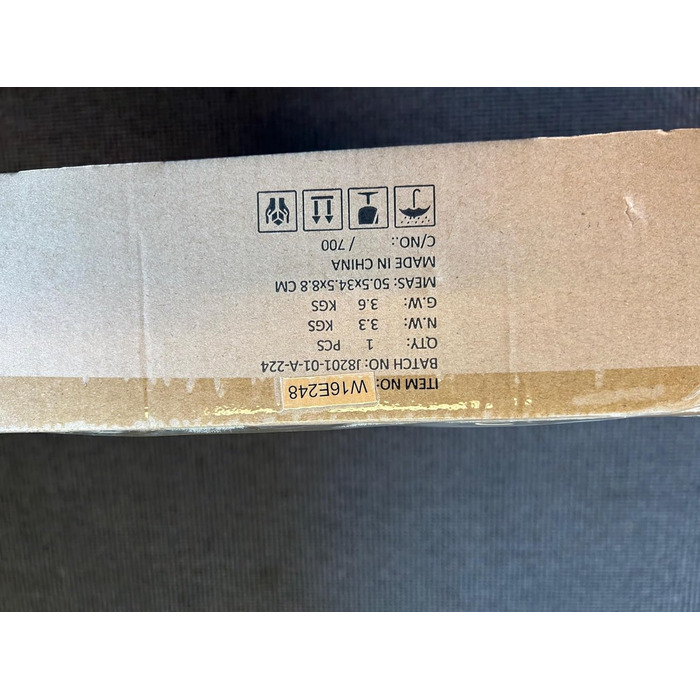 ITEM NO: W16E248
BATCH NO: J8201-01-A-224
QTY: 1 PCS
N.W: 3.3 KGS
G.W: 3.6 KGS
MEAS: 50.5x34.5x8.8 CM
MADE IN CHINA
C/NO.: / 700